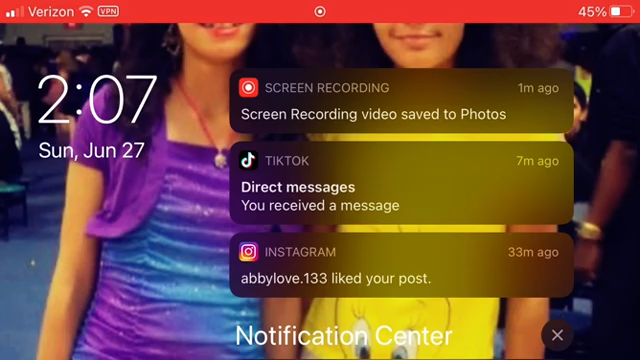 Verizon VPN 45%
2:07
Sun, Jun 27
SCREEN RECORDING 1m ago
Screen Recording video saved to Photos
TIKTOK 7m ago
Direct messages
You received a message
INSTAGRAM 33m ago
abbylove.133 liked your post.
Notification Center